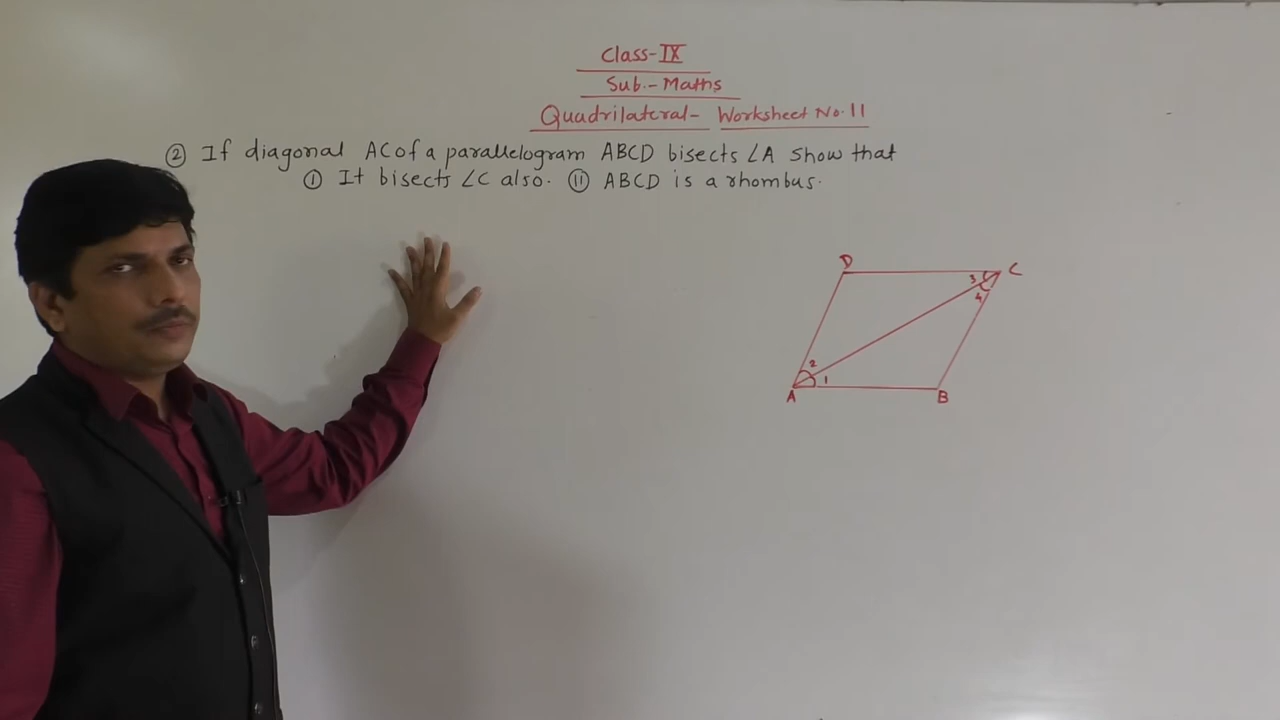 Class-IX
Sub.- Maths
Quadrilateral- Worksheet No.11
② If diagonal AC of a parallelogram ABCD bisects ∠A show that
① It bisects ∠C also. ⑪ ABCD is a rhombus.
D C
3
4
2
1
A B